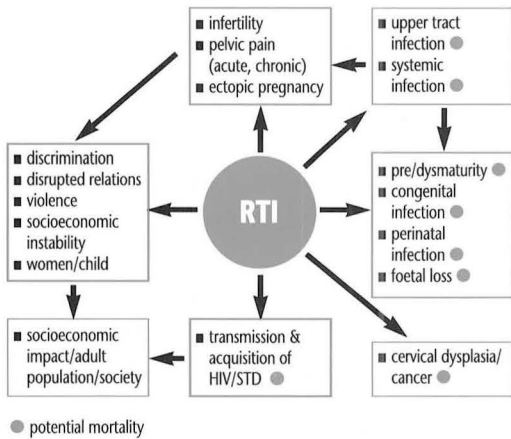 ■ infertility
■ pelvic pain
(acute, chronic)
■ ectopic pregnancy
■ upper tract
infection
■ systemic
infection
■ discrimination
■ disrupted relations
■ violence
■ socioeconomic
instability
■ women/child
RTI
■ pre/dysmaturity
■ congenital
infection
■ perinatal
infection
■ foetal loss
■ socioeconomic
impact/adult
population/society
■ transmission &
acquisition of
HIV/STD
■ cervical dysplasia/
cancer
potential mortality